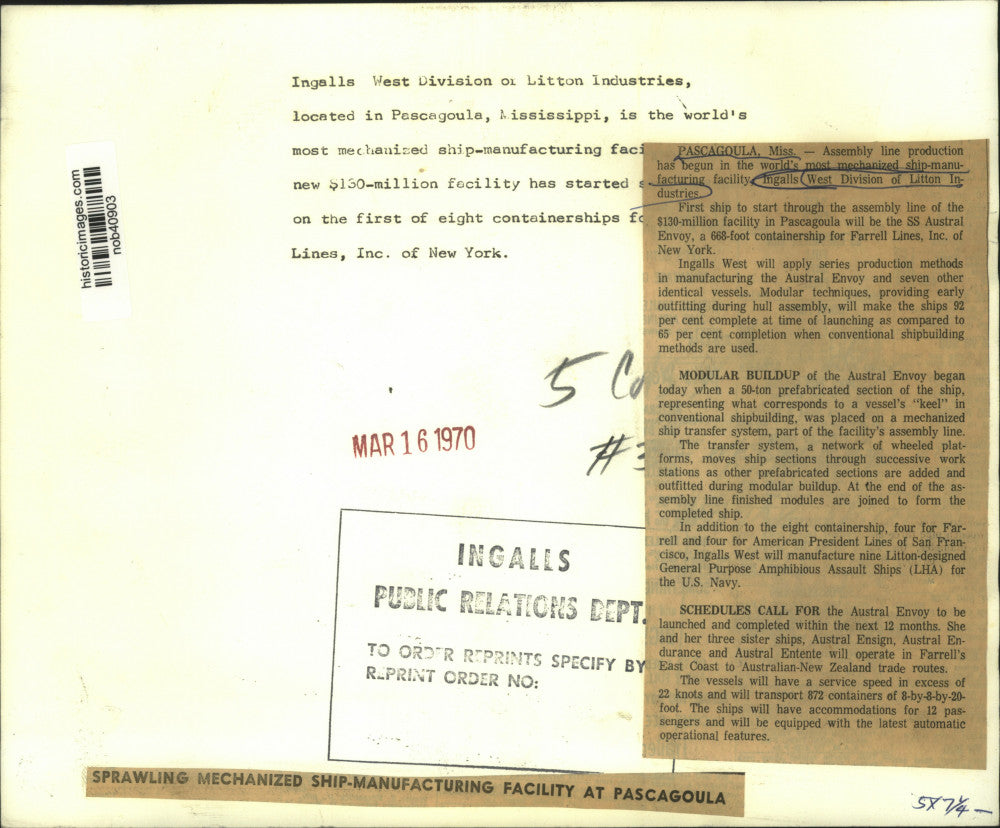 Ingalls West Division of Litton Industries,
located in Pascagoula, Mississippi, is the world's
most mechanized ship-manufacturing faci
new $130-million facility has started s
on the first of eight containerships fo
Lines, Inc. of New York.
historicimages.com
nob40903
PASCAGOULA, Miss. — Assembly line production
has begun in the world's most mechanized ship-manu-
facturing facility, Ingalls West Division of Litton In-
dustries.
First ship to start through the assembly line of the
$130-million facility in Pascagoula will be the SS Austral
Envoy, a 668-foot containership for Farrell Lines, Inc. of
New York.
Ingalls West will apply series production methods
in manufacturing the Austral Envoy and seven other
identical vessels. Modular techniques, providing early
outfitting during hull assembly, will make the ships 92
per cent complete at time of launching as compared to
65 per cent completion when conventional shipbuilding
methods are used.
MODULAR BUILDUP of the Austral Envoy began
today when a 50-ton prefabricated section of the ship,
representing what corresponds to a vessel's "keel" in
conventional shipbuilding, was placed on a mechanized
ship transfer system, part of the facility's assembly line.
The transfer system, a network of wheeled plat-
forms, moves ship sections through successive work
stations as other prefabricated sections are added and
outfitted during modular buildup. At the end of the as-
sembly line finished modules are joined to form the
completed ship.
In addition to the eight containership, four for Far-
rell and four for American President Lines of San Fran-
cisco, Ingalls West will manufacture nine Litton-designed
General Purpose Amphibious Assault Ships (LHA) for
the U.S. Navy.
SCHEDULES CALL FOR the Austral Envoy to be
launched and completed within the next 12 months. She
and her three sister ships, Austral Ensign, Austral En-
durance and Austral Entente will operate in Farrell's
East Coast to Australian-New Zealand trade routes.
The vessels will have a service speed in excess of
22 knots and will transport 872 containers of 8-by-8-by-20-
foot. The ships will have accommodations for 12 pas-
sengers and will be equipped with the latest automatic
operational features.
5 Co
#3
MAR 16 1970
INGALLS
PUBLIC RELATIONS DEPT.
TO ORDER REPRINTS SPECIFY BY
REPRINT ORDER NO:
SPRAWLING MECHANIZED SHIP-MANUFACTURING FACILITY AT PASCAGOULA
5X7¼ —